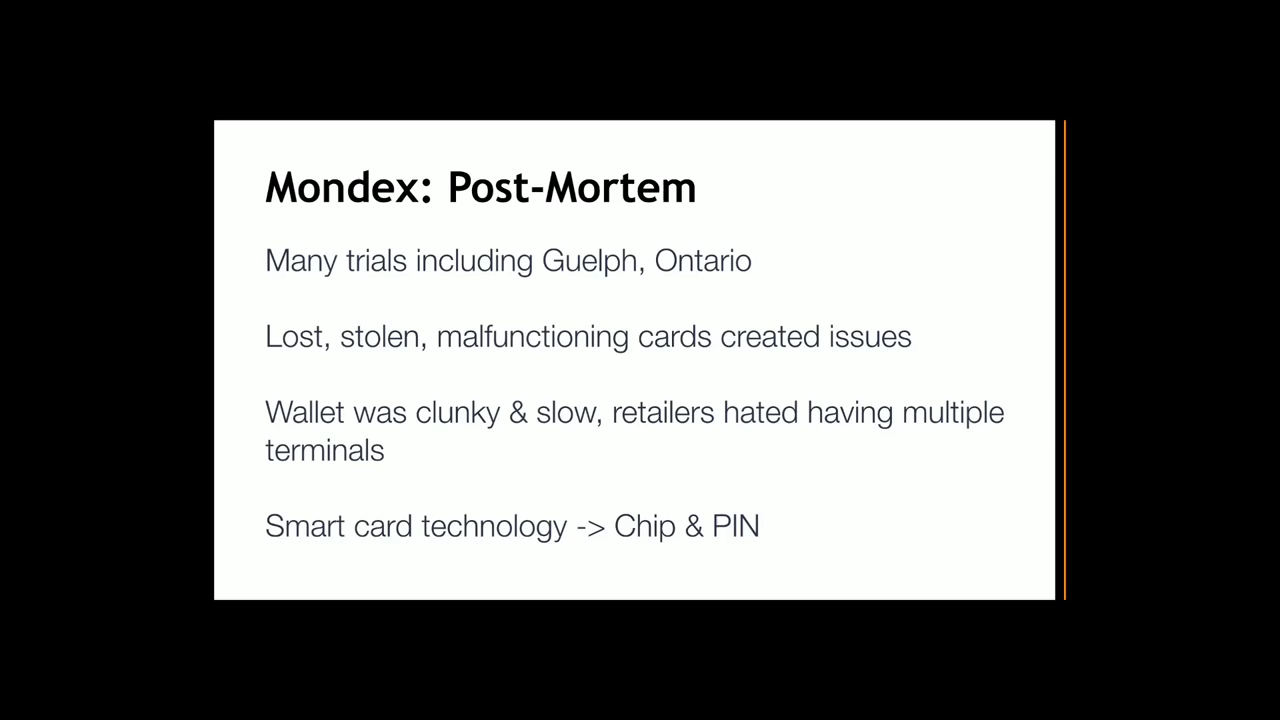 Mondex: Post-Mortem
Many trials including Guelph, Ontario
Lost, stolen, malfunctioning cards created issues
Wallet was clunky & slow, retailers hated having multiple
terminals
Smart card technology -> Chip & PIN